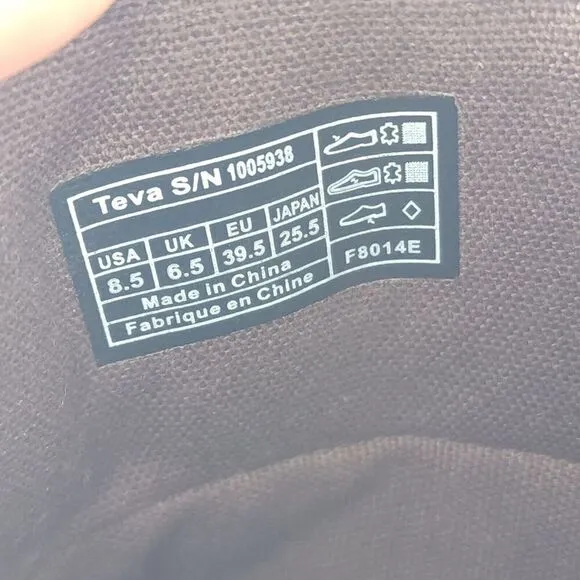 Teva S/N 1005938
USA UK EU JAPAN
8.5 6.5 39.5 25.5
Made in China
Fabrique en Chine
F8014E